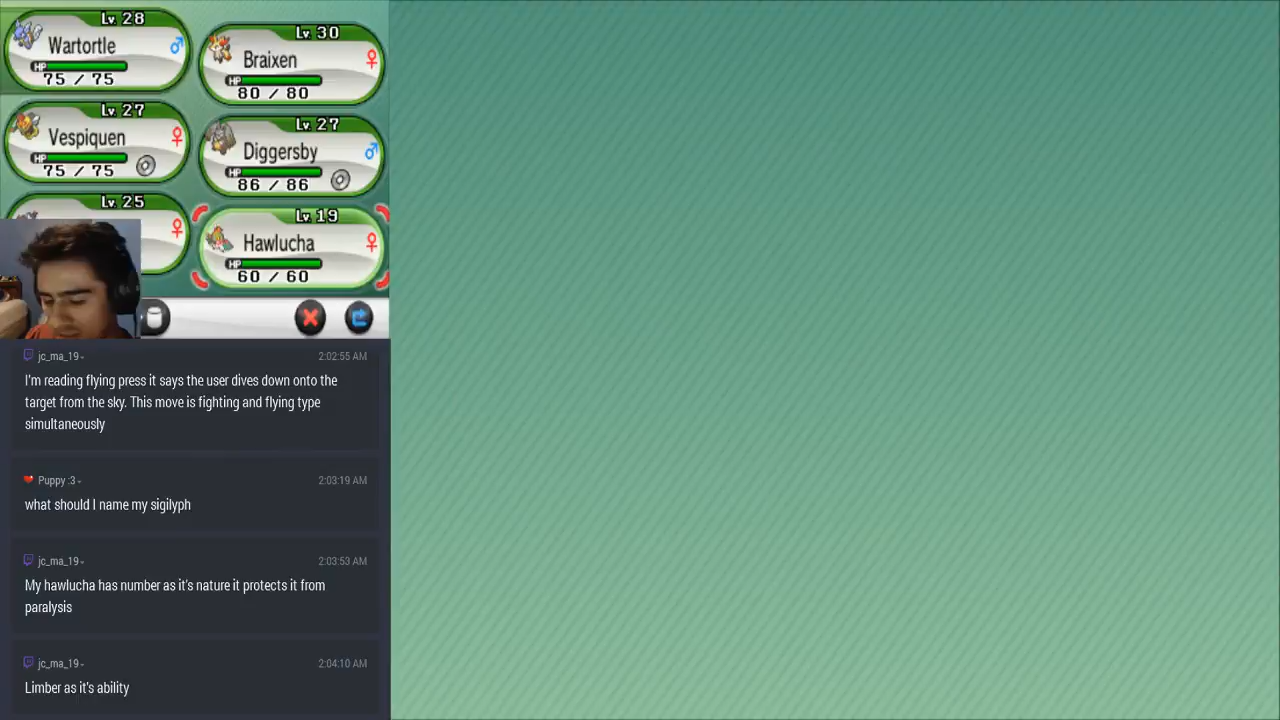 Lv. 28
Wartortle ♂
HP
75 / 75
Lv. 30
Braixen ♀
HP
80 / 80
Lv. 27
Vespiquen ♀
HP
75 / 75
Lv. 27
Diggersby ♂
HP
86 / 86
Lv. 25
♀
Lv. 19
Hawlucha ♀
HP
60 / 60
jc_ma_19 2:02:55 AM
I'm reading flying press it says the user dives down onto the
target from the sky. This move is fighting and flying type
simultaneously
Puppy :3 2:03:19 AM
what should I name my sigilyph
jc_ma_19 2:03:53 AM
My hawlucha has number as it's nature it protects it from
paralysis
jc_ma_19 2:04:10 AM
Limber as it's ability